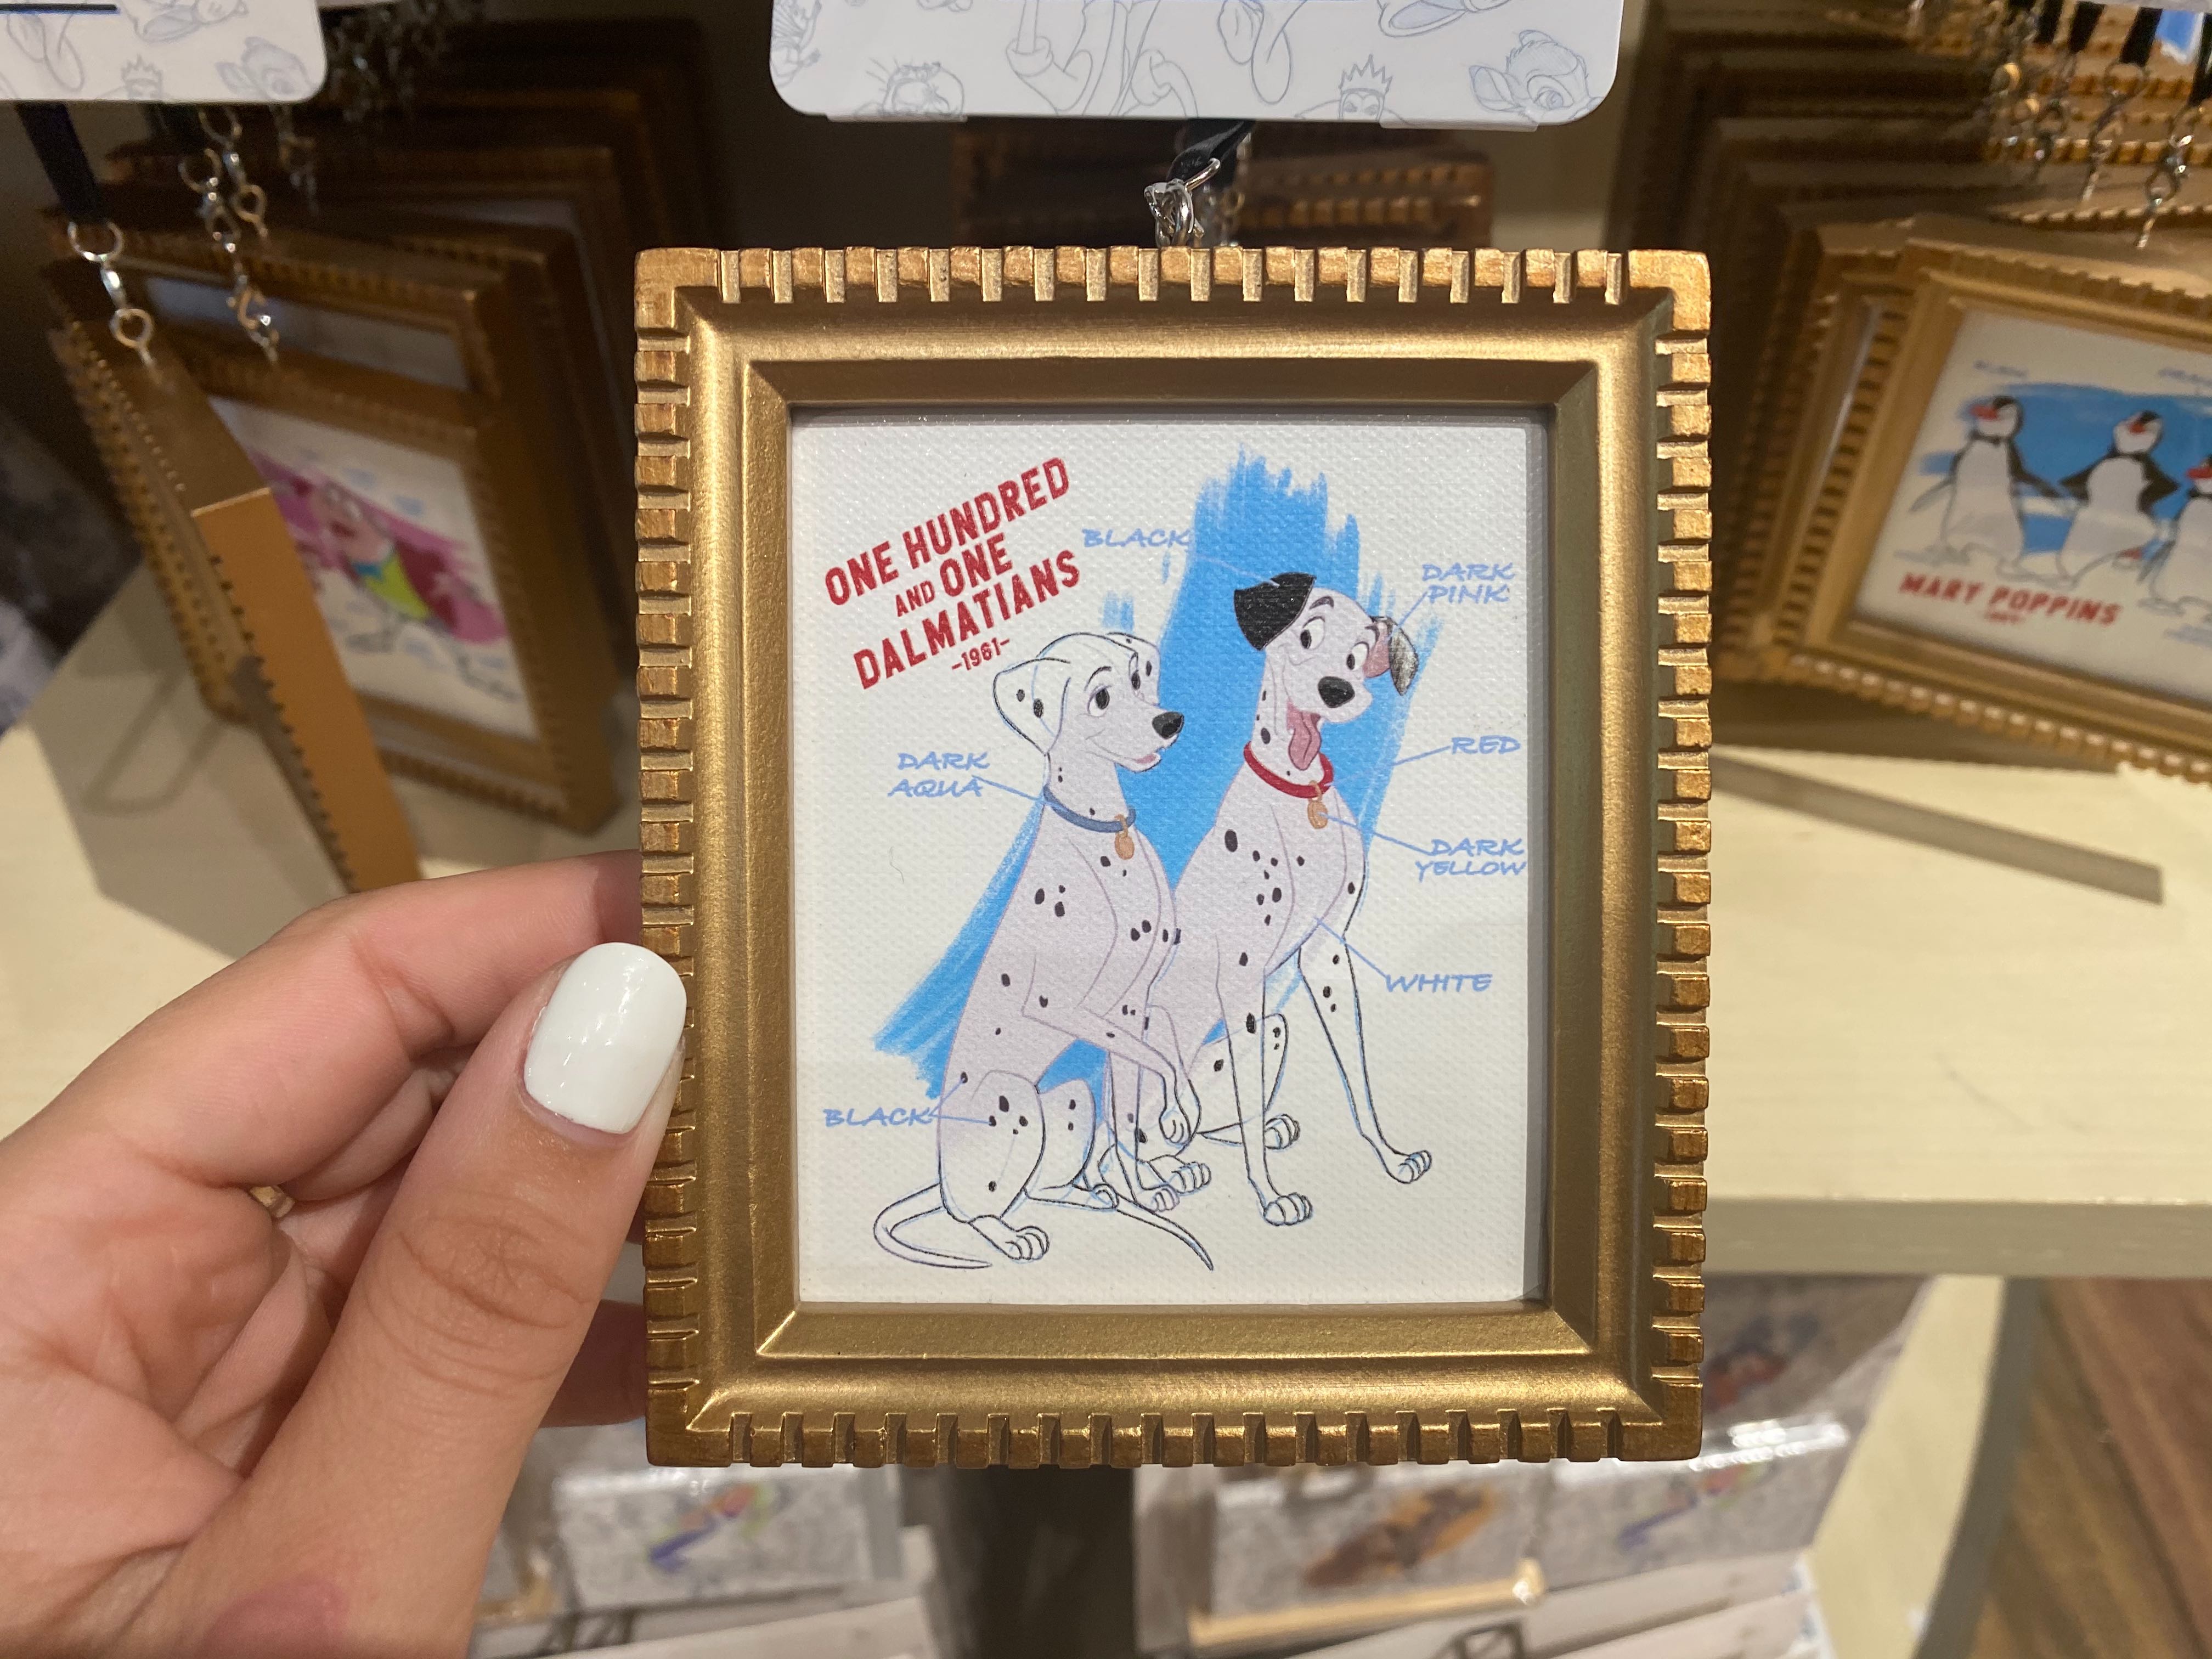 ONE HUNDRED
AND ONE
DALMATIANS
-1961-
BLACK
DARK
PINK
DARK
AQUA
RED
DARK
YELLOW
WHITE
BLACK
MARY POPPINS